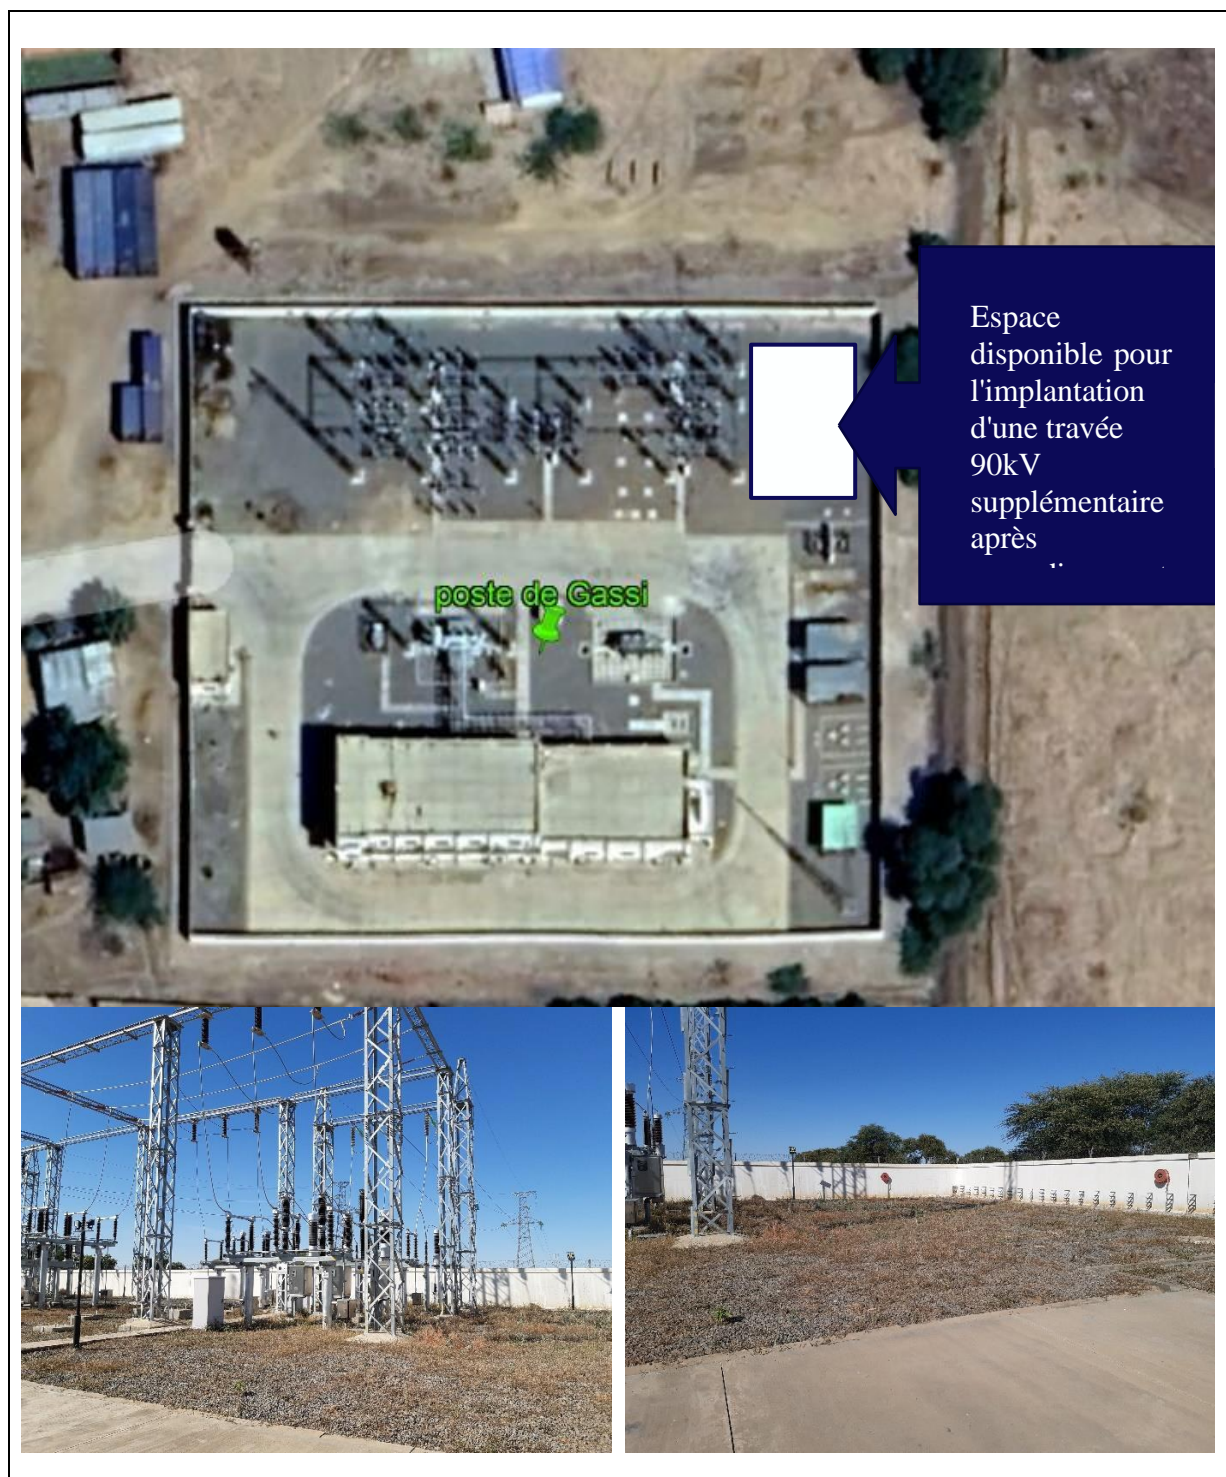 Espace
disponible pour
l'implantation
d'une travée
90kV
supplémentaire
après
poste de Gassi